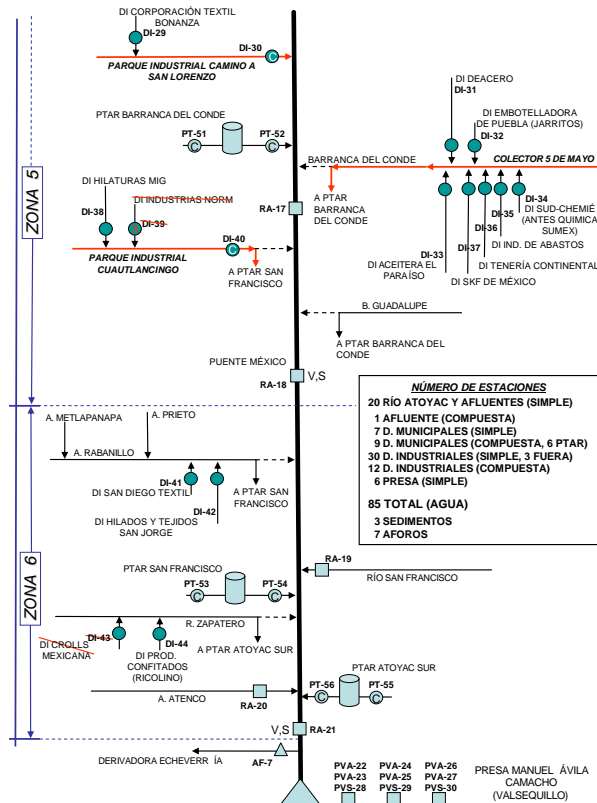 DI CORPORACIÓN TEXTIL
BONANZA
DI-29
DI-30
C
PARQUE INDUSTRIAL CAMINO A
SAN LORENZO
DI DEACERO
DI-31
DI EMBOTELLADORA
DE PUEBLA (JARRITOS)
DI-32
PTAR BARRANCA DEL CONDE
PT-51
PT-52
C
C
BARRANCA DEL CONDE
COLECTOR 5 DE MAYO
A PTAR
BARRANCA
DEL CONDE
ZONA 5
DI HILATURAS MIG
DI INDUSTRIAS NORM
DI-38
DI-39
RA-17
DI-40
C
PARQUE INDUSTRIAL
CUAUTLANCINGO
A PTAR SAN
FRANCISCO
DI-34
DI SUD-CHEMIÉ
(ANTES QUIMICA
SUMEX)
DI-35
DI IND. DE ABASTOS
DI-36
DI TENERÍA CONTINENTAL
DI-37
DI SKF DE MÉXICO
DI-33
DI ACEITERA EL
PARAÍSO
B. GUADALUPE
A PTAR BARRANCA DEL
CONDE
PUENTE MÉXICO
RA-18
V,S
NÚMERO DE ESTACIONES
20 RÍO ATOYAC Y AFLUENTES (SIMPLE)
1 AFLUENTE (COMPUESTA)
7 D. MUNICIPALES (SIMPLE)
9 D. MUNICIPALES (COMPUESTA, 6 PTAR)
30 D. INDUSTRIALES (SIMPLE, 3 FUERA)
12 D. INDUSTRIALES (COMPUESTA)
6 PRESA (SIMPLE)
85 TOTAL (AGUA)
3 SEDIMENTOS
7 AFOROS
A. METLAPANAPA
A. PRIETO
A. RABANILLO
DI-41
DI SAN DIEGO TEXTIL
DI-42
DI HILADOS Y TEJIDOS
SAN JORGE
A PTAR SAN
FRANCISCO
ZONA 6
RA-19
RÍO SAN FRANCISCO
PTAR SAN FRANCISCO
PT-53
PT-54
C
C
R. ZAPATERO
DI-43
DI CROLLS
MEXICANA
DI-44
DI PROD.
CONFITADOS
(RICOLINO)
A PTAR ATOYAC SUR
PTAR ATOYAC SUR
PT-56
PT-55
C
C
A. ATENCO
RA-20
V,S
RA-21
DERIVADORA ECHEVERR ÍA
AF-7
PVA-22
PVA-23
PVS-28
PVA-24
PVA-25
PVS-29
PVA-26
PVA-27
PVS-30
PRESA MANUEL ÁVILA
CAMACHO
(VALSEQUILLO)